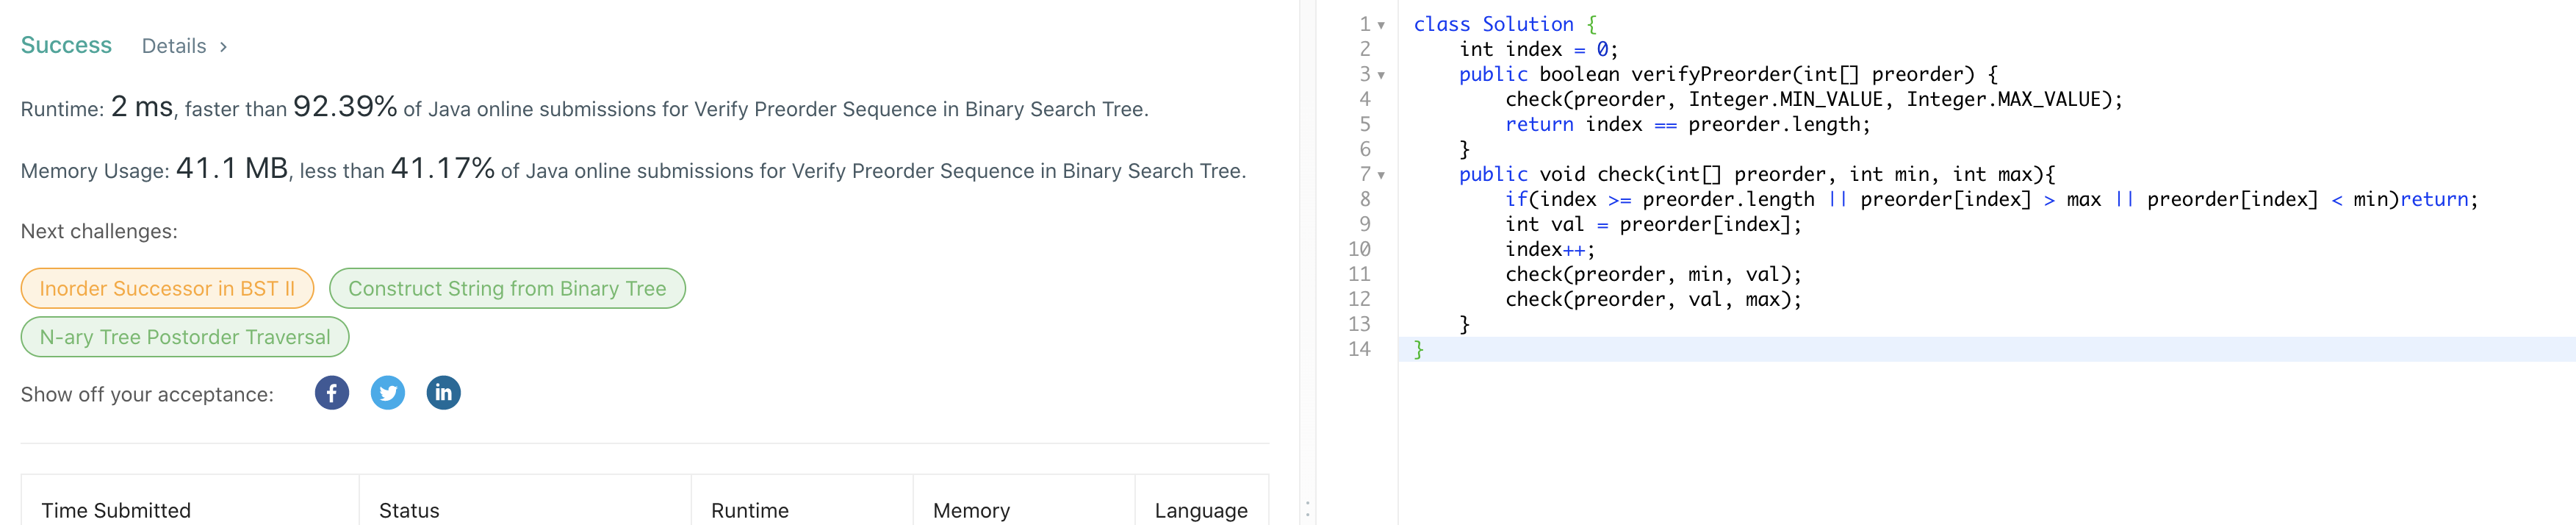 Success Details >
Runtime: 2 ms, faster than 92.39% of Java online submissions for Verify Preorder Sequence in Binary Search Tree.
Memory Usage: 41.1 MB, less than 41.17% of Java online submissions for Verify Preorder Sequence in Binary Search Tree.
Next challenges:
Inorder Successor in BST II Construct String from Binary Tree
N-ary Tree Postorder Traversal
Show off your acceptance: f in
Time Submitted Status Runtime Memory Language
1 class Solution {
2     int index = 0;
3     public boolean verifyPreorder(int[] preorder) {
4         check(preorder, Integer.MIN_VALUE, Integer.MAX_VALUE);
5         return index == preorder.length;
6     }
7     public void check(int[] preorder, int min, int max){
8         if(index >= preorder.length || preorder[index] > max || preorder[index] < min)return;
9         int val = preorder[index];
10         index++;
11         check(preorder, min, val);
12         check(preorder, val, max);
13     }
14 }